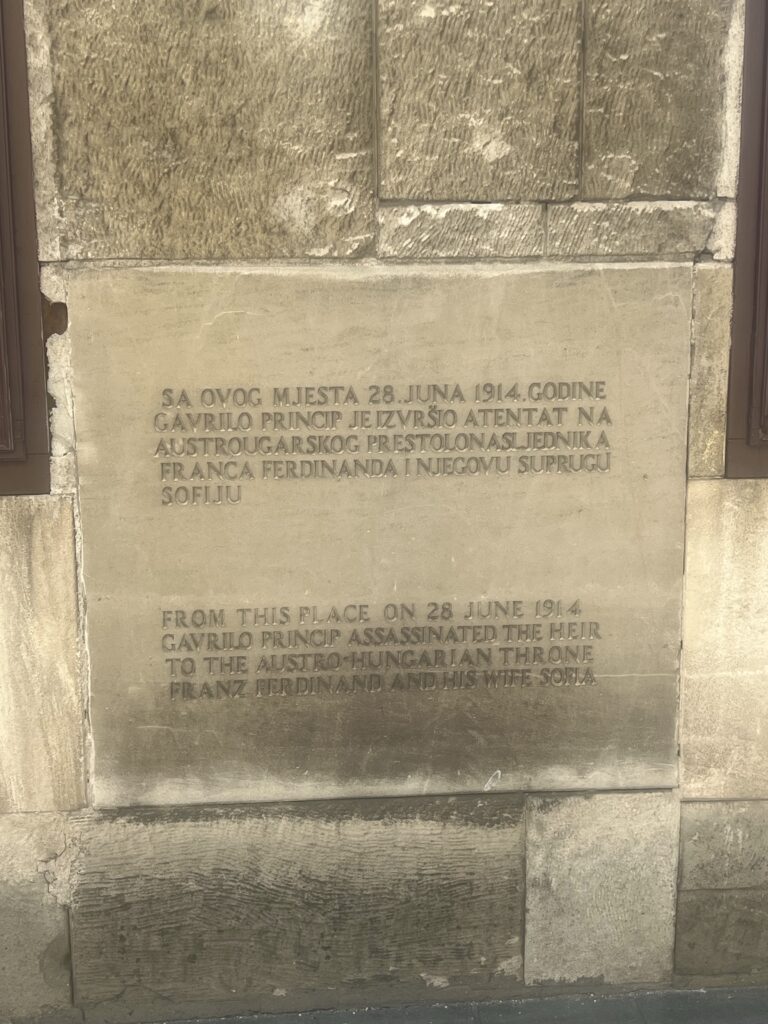 SA OVOG MJESTA 28.JUNA 1914.GODINE
GAVRILO PRINCIP JE IZVRŠIO ATENTAT NA
AUSTROUGARSKOG PRESTOLONASLJEDNIKA
FRANCA FERDINANDA I NJEGOVU SUPRUGU
SOFIJU
FROM THIS PLACE ON 28 JUNE 1914
GAVRILO PRINCIP ASSASSINATED THE HEIR
TO THE AUSTRO-HUNGARIAN THRONE
FRANZ FERDINAND AND HIS WIFE SOFIA